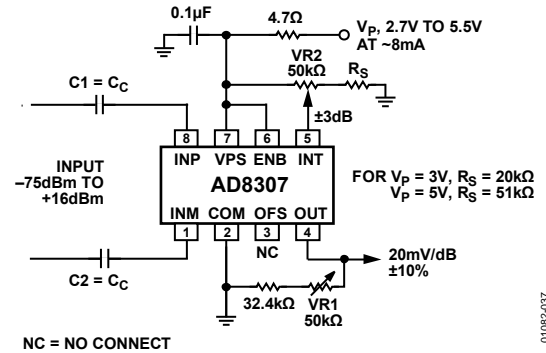 0.1µF
4.7Ω
VP, 2.7V TO 5.5V
AT ~8mA
VR2
50kΩ
RS
C1 = CC
±3dB
8
7
6
5
INP
VPS
ENB
INT
INPUT
–75dBm TO
+16dBm
AD8307
FOR VP = 3V, RS = 20kΩ
VP = 5V, RS = 51kΩ
INM
COM
OFS
OUT
1
2
3
4
NC
20mV/dB
±10%
C2 = CC
32.4kΩ
VR1
50kΩ
NC = NO CONNECT
01082-037